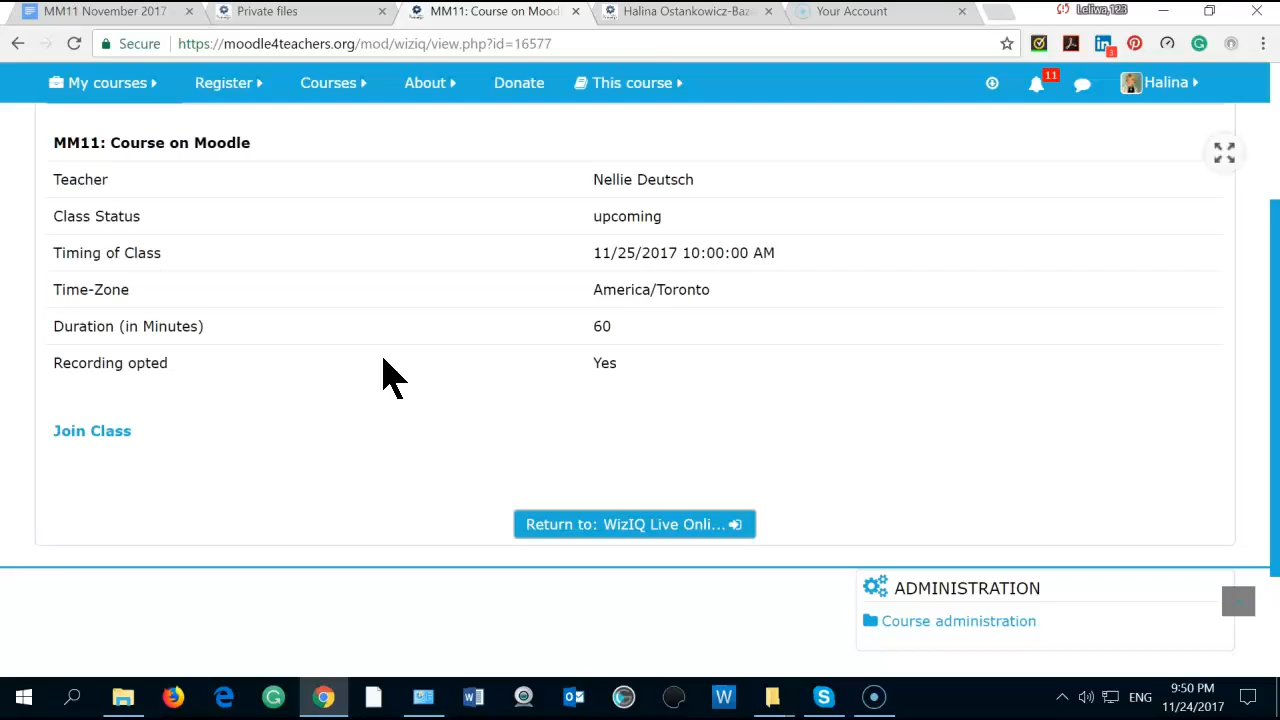 MM11 November 2017
Private files
MM11: Course on Mood
Halina Ostankowicz-Baze
Your Account
Leliwa,123
Secure
https://moodle4teachers.org/mod/wiziq/view.php?id=16577
3
My courses
Register
Courses
About
Donate
This course
11
Halina
MM11: Course on Moodle
Teacher Nellie Deutsch
Class Status upcoming
Timing of Class 11/25/2017 10:00:00 AM
Time-Zone America/Toronto
Duration (in Minutes) 60
Recording opted Yes
Join Class
Return to: WizIQ Live Onli...
ADMINISTRATION
Course administration
ENG
9:50 PM
11/24/2017